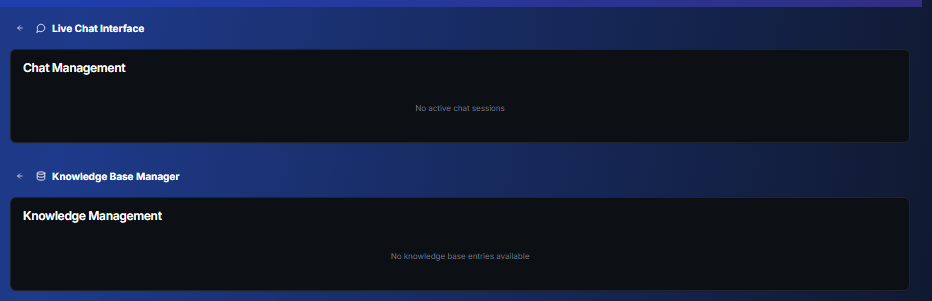 Live Chat Interface
Chat Management
No active chat sessions
Knowledge Base Manager
Knowledge Management
No knowledge base entries available